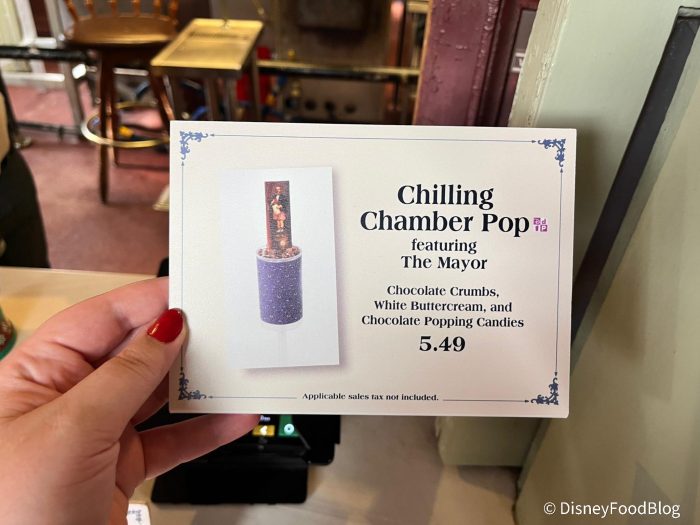 Chilling
Chamber Pop
featuring
The Mayor
Chocolate Crumbs,
White Buttercream, and
Chocolate Popping Candies
5.49
Applicable sales tax not included.
© DisneyFoodBlog